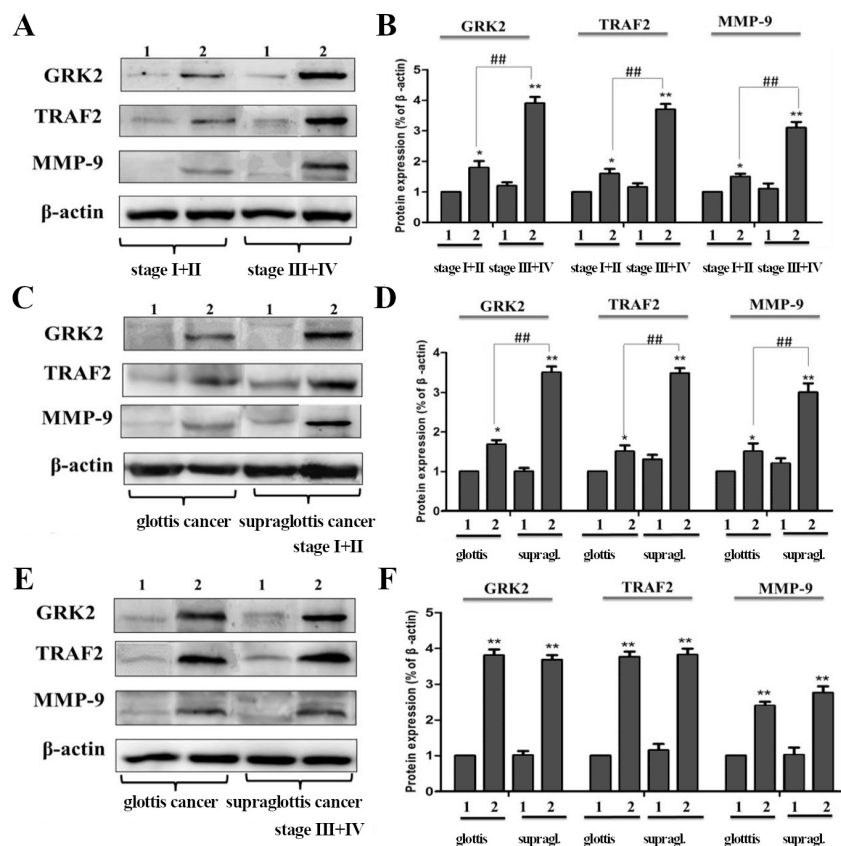 A
1 2 1 2
GRK2
TRAF2
MMP-9
β-actin
stage I+II stage III+IV
B
GRK2 TRAF2 MMP-9
Protein expression (% of β -actin)
5
4
3
2
1
0
* ## **
* ## **
* ## **
1 2 1 2 1 2 1 2 1 2 1 2
stage I+II stage III+IV stage I+II stage III+IV stage I+II stage III+IV
C
1 2 1 2
GRK2
TRAF2
MMP-9
β-actin
glottis cancer supraglottis cancer
stage I+II
D
GRK2 TRAF2 MMP-9
Protein expression (% of β -actin)
4
3
2
1
0
* ## **
* ## **
* ## **
1 2 1 2 1 2 1 2 1 2 1 2
glottis supragl. glottis supragl. glotttis supragl.
E
1 2 1 2
GRK2
TRAF2
MMP-9
β-actin
glottis cancer supraglottis cancer
stage III+IV
F
GRK2 TRAF2 MMP-9
Protein expression (% of β -actin)
5
4
3
2
1
0
** **
** **
** **
1 2 1 2 1 2 1 2 1 2 1 2
glottis supragl. glottis supragl. glotttis supragl.